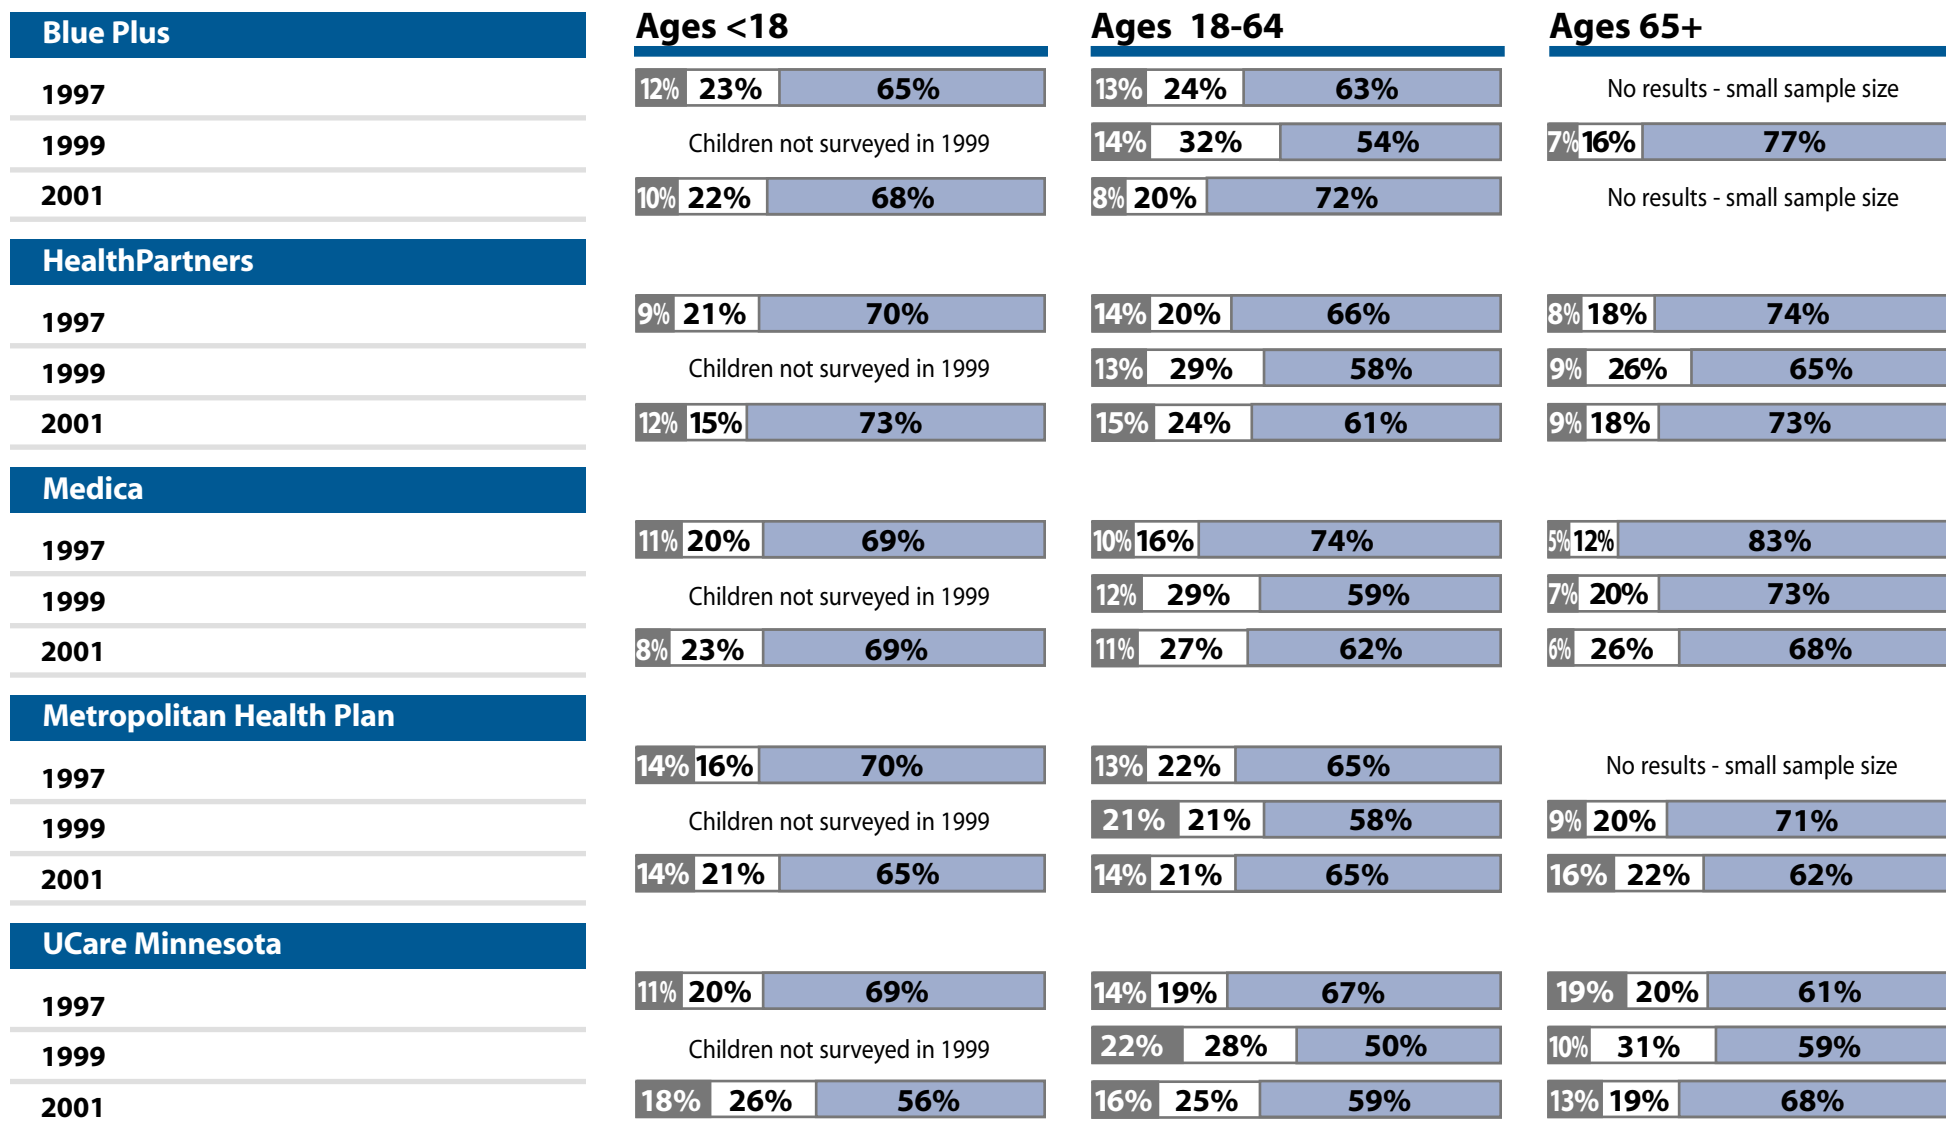 Blue Plus Ages <18 Ages 18-64 Ages 65+
1997 12% 23% 65% 13% 24% 63% No results - small sample size
1999 Children not surveyed in 1999 14% 32% 54% 7% 16% 77%
2001 10% 22% 68% 8% 20% 72% No results - small sample size
HealthPartners
1997 9% 21% 70% 14% 20% 66% 8% 18% 74%
1999 Children not surveyed in 1999 13% 29% 58% 9% 26% 65%
2001 12% 15% 73% 15% 24% 61% 9% 18% 73%
Medica
1997 11% 20% 69% 10% 16% 74% 5% 12% 83%
1999 Children not surveyed in 1999 12% 29% 59% 7% 20% 73%
2001 8% 23% 69% 11% 27% 62% 6% 26% 68%
Metropolitan Health Plan
1997 14% 16% 70% 13% 22% 65% No results - small sample size
1999 Children not surveyed in 1999 21% 21% 58% 9% 20% 71%
2001 14% 21% 65% 14% 21% 65% 16% 22% 62%
UCare Minnesota
1997 11% 20% 69% 14% 19% 67% 19% 20% 61%
1999 Children not surveyed in 1999 22% 28% 50% 10% 31% 59%
2001 18% 26% 56% 16% 25% 59% 13% 19% 68%